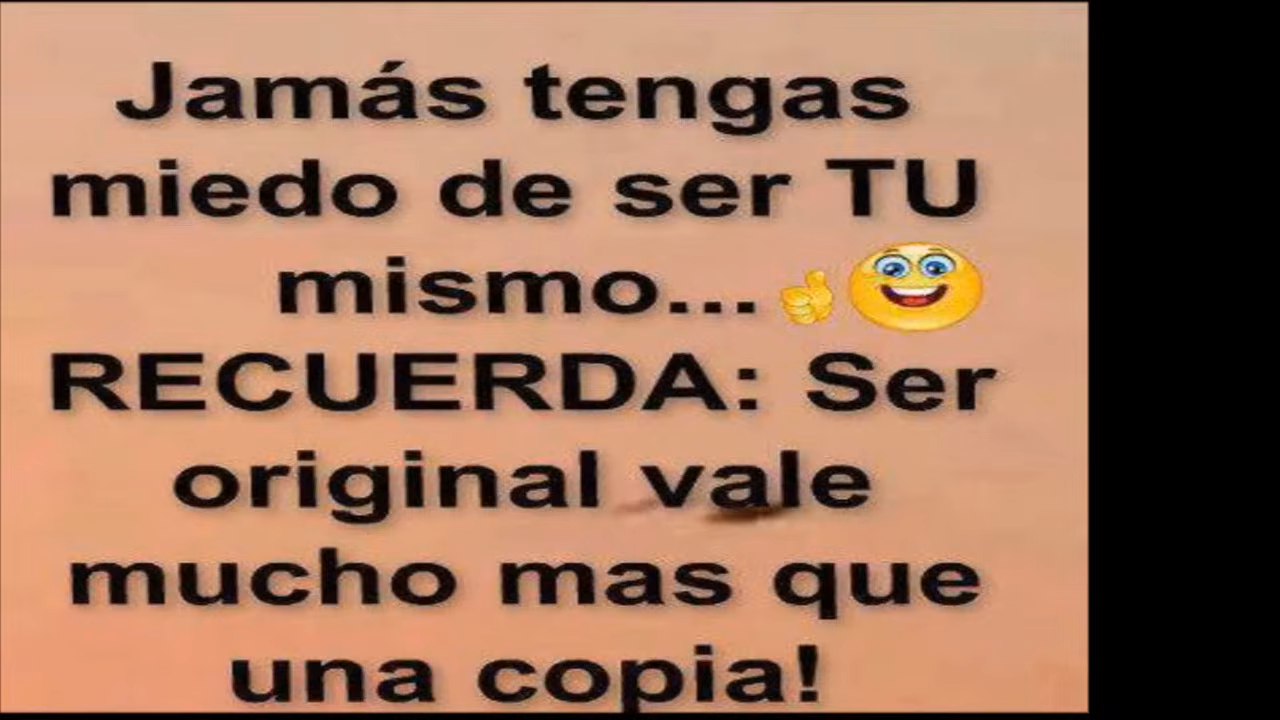 Jamás tengas
miedo de ser TU
mismo...👍😃
RECUERDA: Ser
original vale
mucho mas que
una copia!